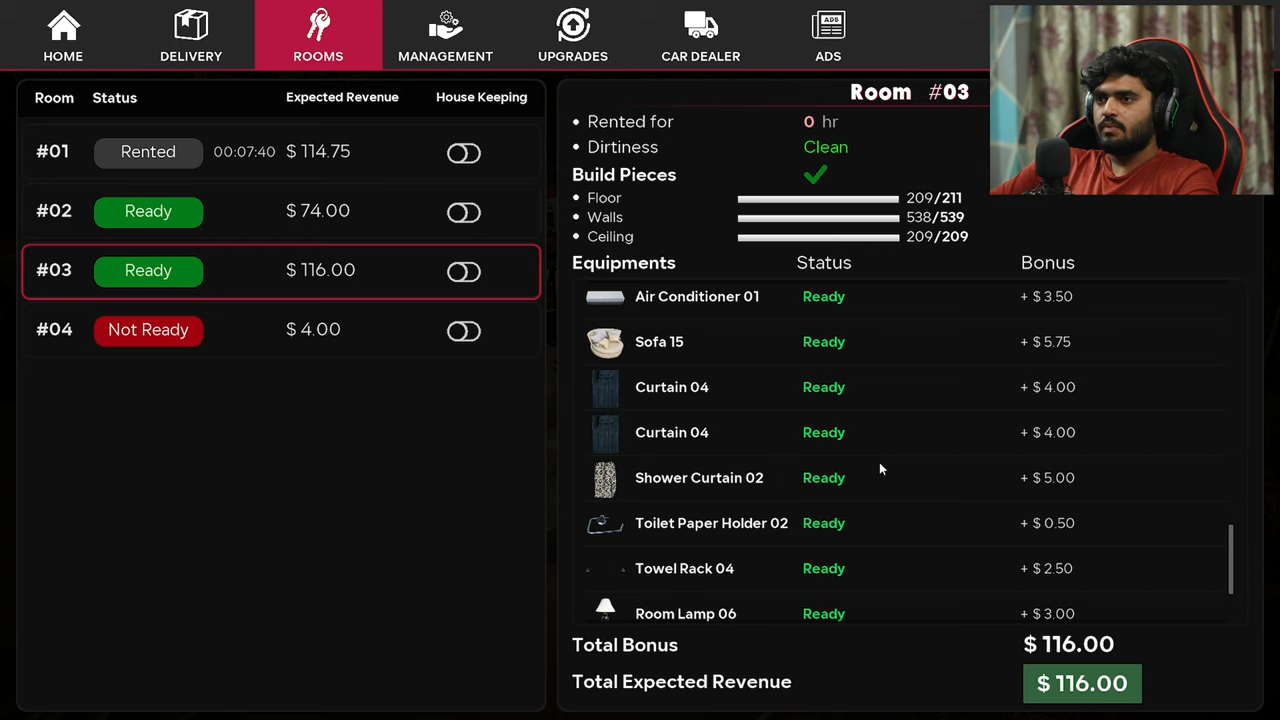 HOME DELIVERY ROOMS MANAGEMENT UPGRADES CAR DEALER ADS
ADS
Room Status Expected Revenue House Keeping
#01 Rented 00:07:40 $ 114.75
#02 Ready $ 74.00
#03 Ready $ 116.00
#04 Not Ready $ 4.00
Room #03
• Rented for 0 hr
• Dirtiness Clean
Build Pieces
• Floor 209/211
• Walls 538/539
• Ceiling 209/209
Equipments Status Bonus
Air Conditioner 01 Ready + $ 3.50
Sofa 15 Ready + $ 5.75
Curtain 04 Ready + $ 4.00
Curtain 04 Ready + $ 4.00
Shower Curtain 02 Ready + $ 5.00
Toilet Paper Holder 02 Ready + $ 0.50
Towel Rack 04 Ready + $ 2.50
Room Lamp 06 Ready + $ 3.00
Total Bonus $ 116.00
Total Expected Revenue $ 116.00